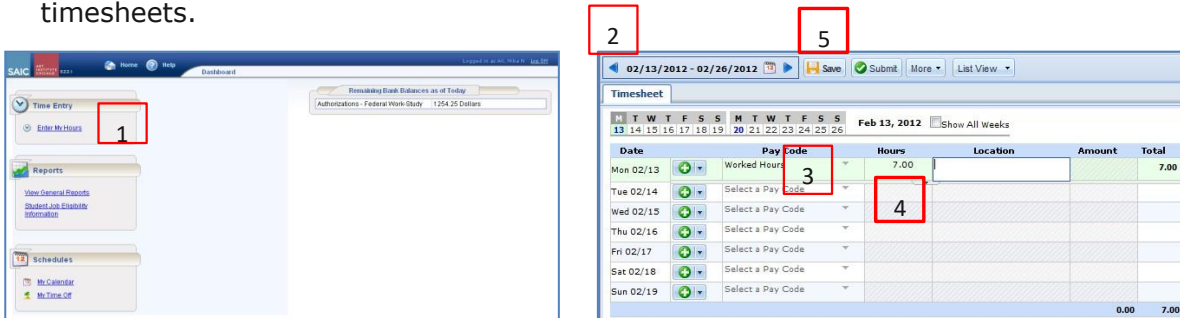 timesheets.
SAIC
Home Help
Dashboard
Time Entry
Enter My Hours
1
Reports
View General Reports
Student Job Eligibility
Information
12 Schedules
My Calendar
My Time Off
Remaining Bank Balances as of Today
Authorizations - Federal Work-Study 1254.25 Dollars
2
5
02/13/2012 - 02/26/2012 Save Submit More List View
Timesheet
M T W T F S S M T W T F S S
13 14 15 16 17 18 19 20 21 22 23 24 25 26
Feb 13, 2012 Show All Weeks
Date Pay Code Hours Location Amount Total
Mon 02/13 Worked Hours 7.00 7.00
3
Tue 02/14 Select a Pay Code
4
Wed 02/15 Select a Pay Code
Thu 02/16 Select a Pay Code
Fri 02/17 Select a Pay Code
Sat 02/18 Select a Pay Code
Sun 02/19 Select a Pay Code
0.00 7.00